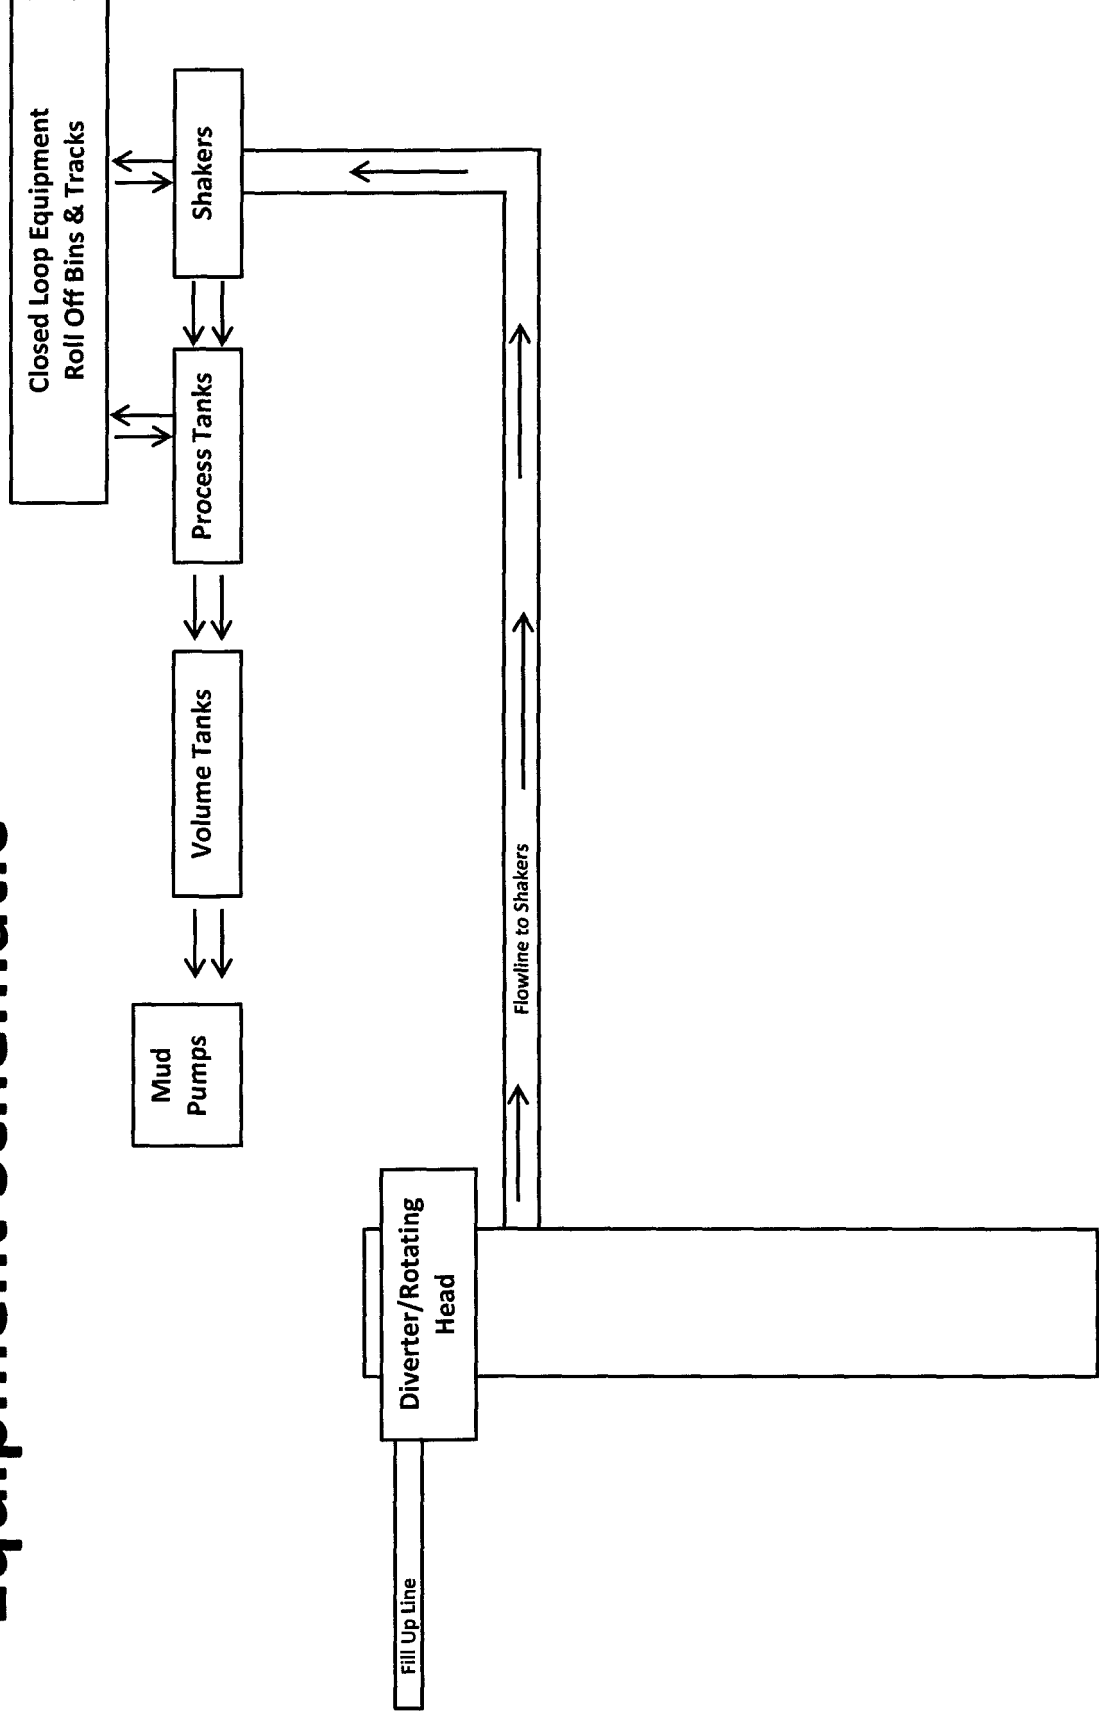 Equipment Schematic
Closed Loop Equipment
Roll Off Bins & Tracks
Mud
Pumps
Volume Tanks
Process Tanks
Shakers
Diverter/Rotating
Head
Fill Up Line
Flowline to Shakers